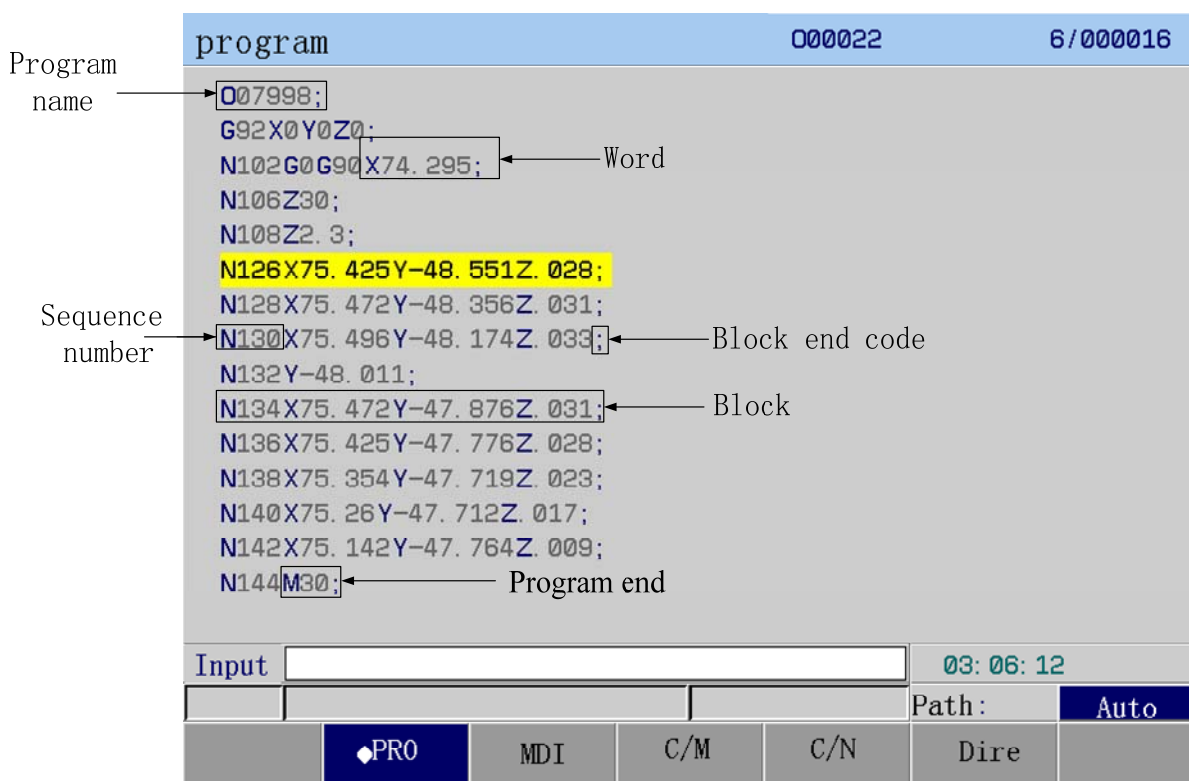 program O00022 6/000016
Program name
O07998;
G92X0Y0Z0;
N102G0G90X74.295;
Word
N106Z30;
N108Z2.3;
N126X75.425Y-48.551Z.028;
N128X75.472Y-48.356Z.031;
Sequence number
N130X75.496Y-48.174Z.033;
Block end code
N132Y-48.011;
N134X75.472Y-47.876Z.031;
Block
N136X75.425Y-47.776Z.028;
N138X75.354Y-47.719Z.023;
N140X75.26Y-47.712Z.017;
N142X75.142Y-47.764Z.009;
N144M30;
Program end
Input 03:06:12
Path: Auto
◆PRO MDI C/M C/N Dire